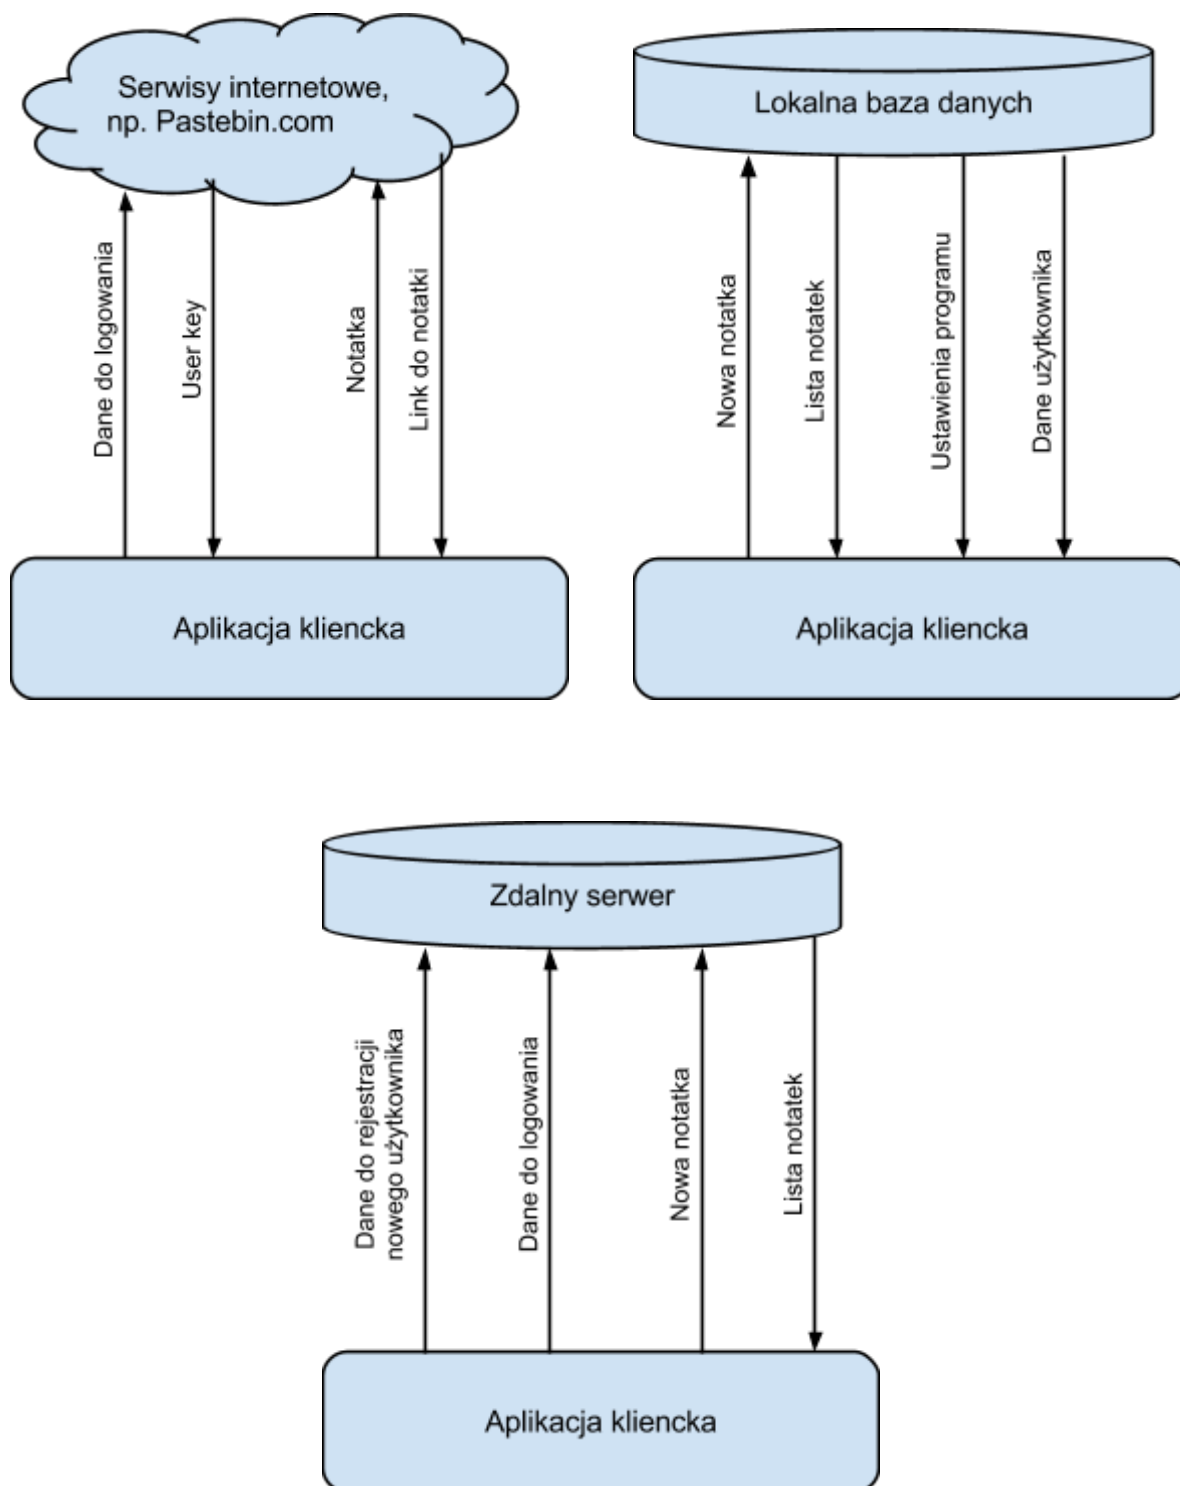 Serwisy internetowe,
np. Pastebin.com
Dane do logowania
User key
Notatka
Link do notatki
Aplikacja kliencka
Lokalna baza danych
Nowa notatka
Lista notatek
Ustawienia programu
Dane użytkownika
Aplikacja kliencka
Zdalny serwer
Dane do rejestracji
nowego użytkownika
Dane do logowania
Nowa notatka
Lista notatek
Aplikacja kliencka